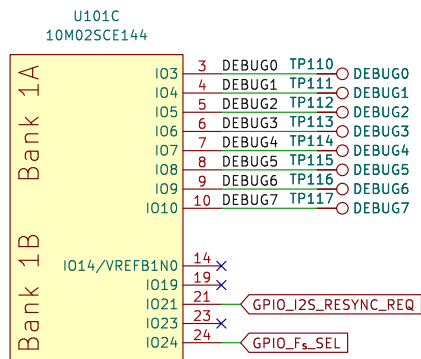 U101C
10M02SCE144
Bank 1A
IO3 3 DEBUG0 TP110 DEBUG0
IO4 4 DEBUG1 TP111 DEBUG1
IO5 5 DEBUG2 TP112 DEBUG2
IO6 6 DEBUG3 TP113 DEBUG3
IO7 7 DEBUG4 TP114 DEBUG4
IO8 8 DEBUG5 TP115 DEBUG5
IO9 9 DEBUG6 TP116 DEBUG6
IO10 10 DEBUG7 TP117 DEBUG7
Bank 1B
IO14/VREFB1N0 14
IO19 19
IO21 21 GPIO_I2S_RESYNC_REQ
IO23 23
IO24 24 GPIO_Fs_SEL